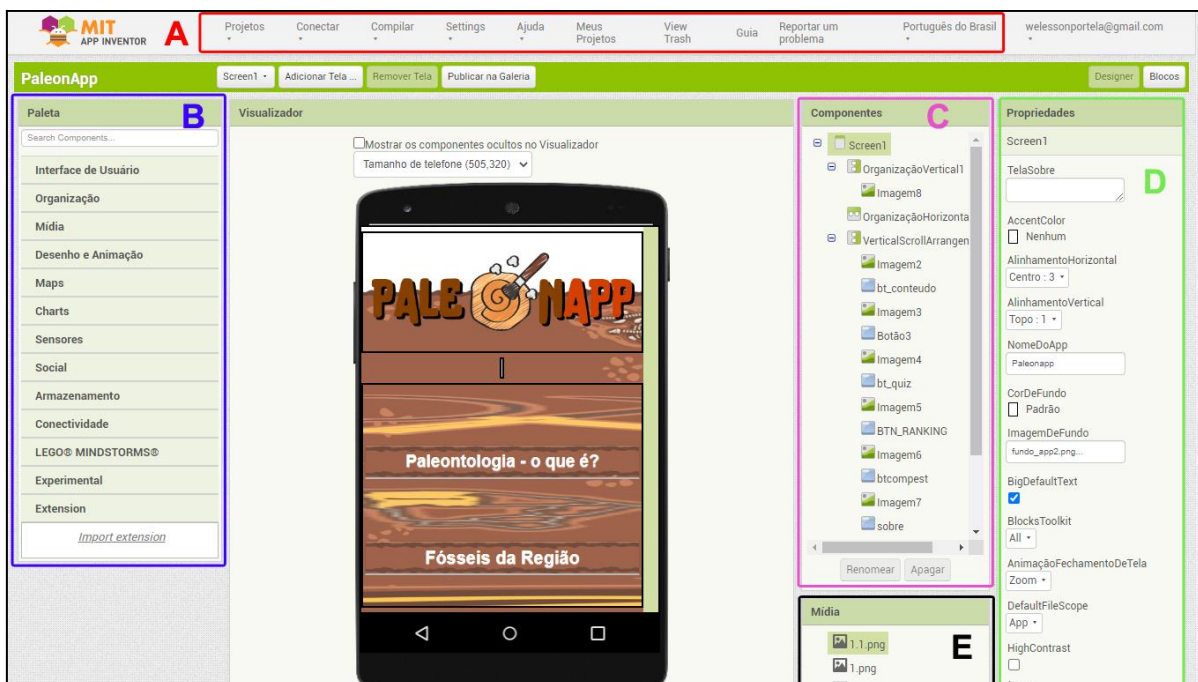 MIT
APP INVENTOR
A
Projetos
Conectar
Compilar
Settings
Ajuda
Meus Projetos
View Trash
Guia
Reportar um problema
Português do Brasil
welessonportela@gmail.com
PaleonApp
Screen1
Adicionar Tela ...
Remover Tela
Publicar na Galeria
Designer
Blocos
Paleta
B
Search Components...
Interface de Usuário
Organização
Mídia
Desenho e Animação
Maps
Charts
Sensores
Social
Armazenamento
Conectividade
LEGO® MINDSTORMS®
Experimental
Extension
Import extension
Visualizador
Mostrar os componentes ocultos no Visualizador
Tamanho de telefone (505,320)
PALEONAPP
Paleontologia - o que é?
Fósseis da Região
Componentes
C
Screen1
OrganizaçãoVertical1
Imagem8
OrganizaçãoHorizonta
VerticalScrollArrangen
Imagem2
bt_conteudo
Imagem3
Botão3
Imagem4
bt_quiz
Imagem5
BTN_RANKING
Imagem6
btcompest
Imagem7
sobre
Renomear
Apagar
Mídia
E
1.1.png
1.png
Propriedades
Screen1
D
TelaSobre
AccentColor
Nenhum
AlinhamentoHorizontal
Centro : 3
AlinhamentoVertical
Topo : 1
NomeDoApp
Paleonapp
CorDeFundo
Padrão
ImagemDeFundo
fundo_app2.png...
BigDefaultText
BlocksToolkit
All
AnimaçãoFechamentoDeTela
Zoom
DefaultFileScope
App
HighContrast